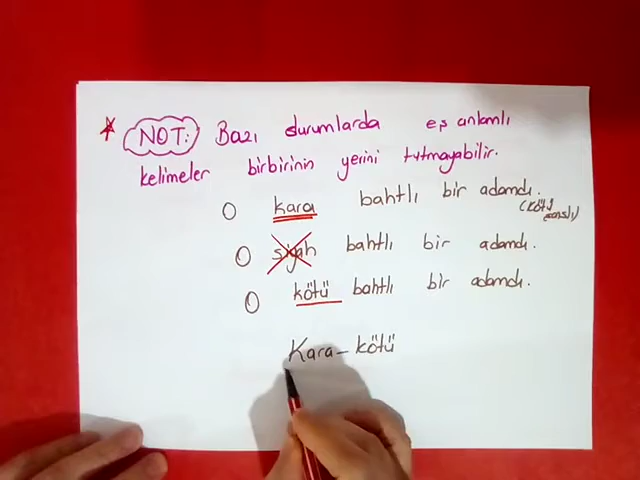 NOT: Bazı durumlarda eş anlamlı
kelimeler birbirinin yerini tutmayabilir.
O kara bahtlı bir adamdı.
(kötü şanslı)
O siyah bahtlı bir adamdı.
O kötü bahtlı bir adamdı.
Kara - kötü